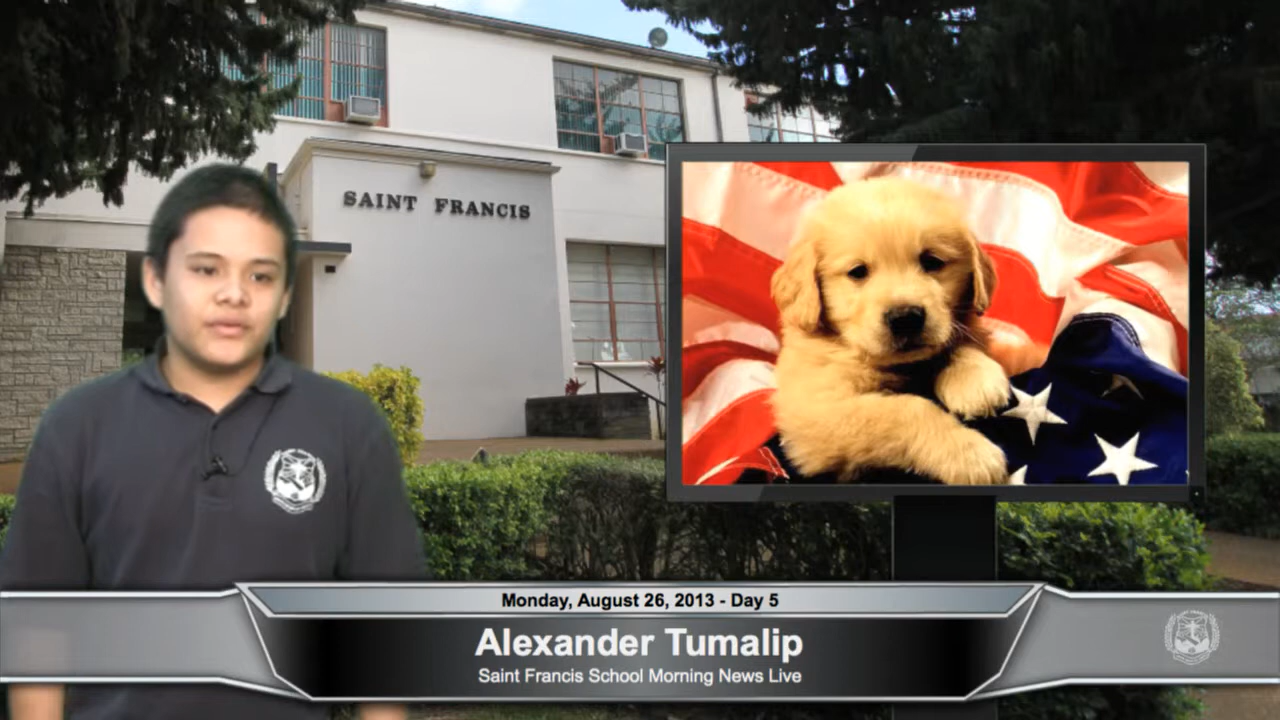 SAINT FRANCIS
Monday, August 26, 2013 - Day 5
Alexander Tumalip
Saint Francis School Morning News Live